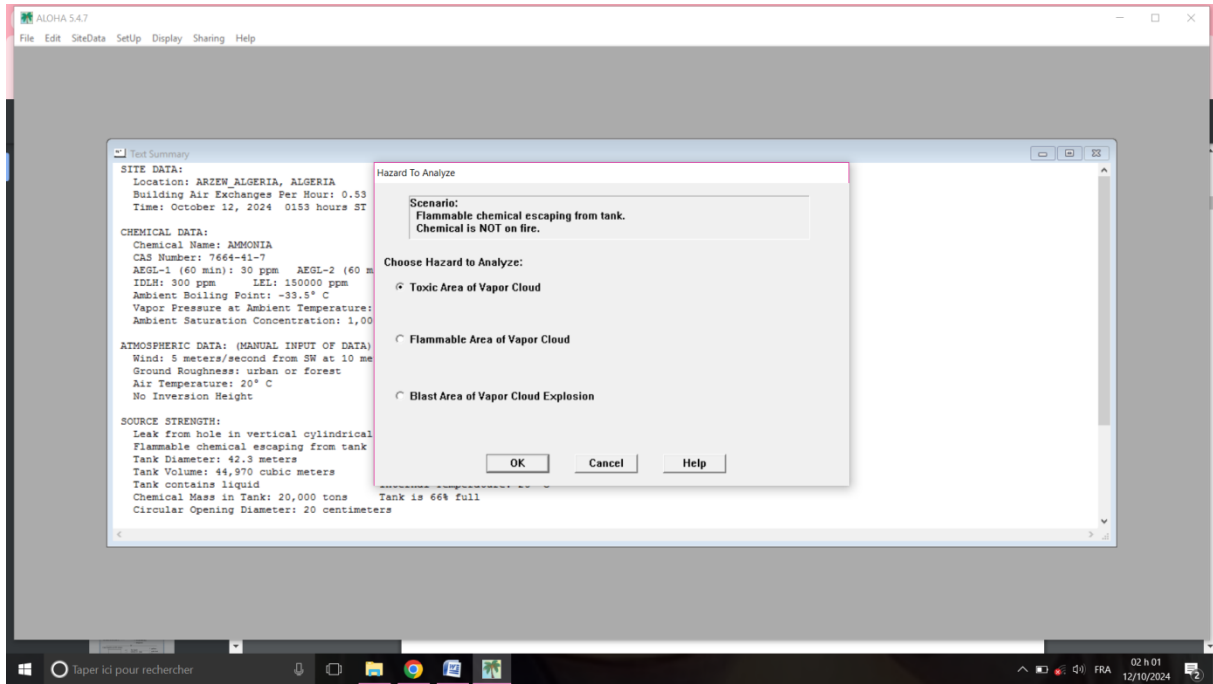 ALOHA 5.4.7
File Edit SiteData SetUp Display Sharing Help
Text Summary
SITE DATA:
Location: ARZEW_ALGERIA, ALGERIA
Building Air Exchanges Per Hour: 0.53
Time: October 12, 2024 0153 hours ST
CHEMICAL DATA:
Chemical Name: AMMONIA
CAS Number: 7664-41-7
AEGL-1 (60 min): 30 ppm AEGL-2 (60 m
IDLH: 300 ppm LEL: 150000 ppm
Ambient Boiling Point: -33.5° C
Vapor Pressure at Ambient Temperature:
Ambient Saturation Concentration: 1,00
ATMOSPHERIC DATA: (MANUAL INPUT OF DATA)
Wind: 5 meters/second from SW at 10 me
Ground Roughness: urban or forest
Air Temperature: 20° C
No Inversion Height
SOURCE STRENGTH:
Leak from hole in vertical cylindrical
Flammable chemical escaping from tank
Tank Diameter: 42.3 meters
Tank Volume: 44,970 cubic meters
Tank contains liquid
Chemical Mass in Tank: 20,000 tons Tank is 66% full
Circular Opening Diameter: 20 centimeters
Hazard To Analyze
Scenario:
Flammable chemical escaping from tank.
Chemical is NOT on fire.
Choose Hazard to Analyze:
Toxic Area of Vapor Cloud
Flammable Area of Vapor Cloud
Blast Area of Vapor Cloud Explosion
OK Cancel Help
Taper ici pour rechercher
FRA
02 h 01
12/10/2024
2